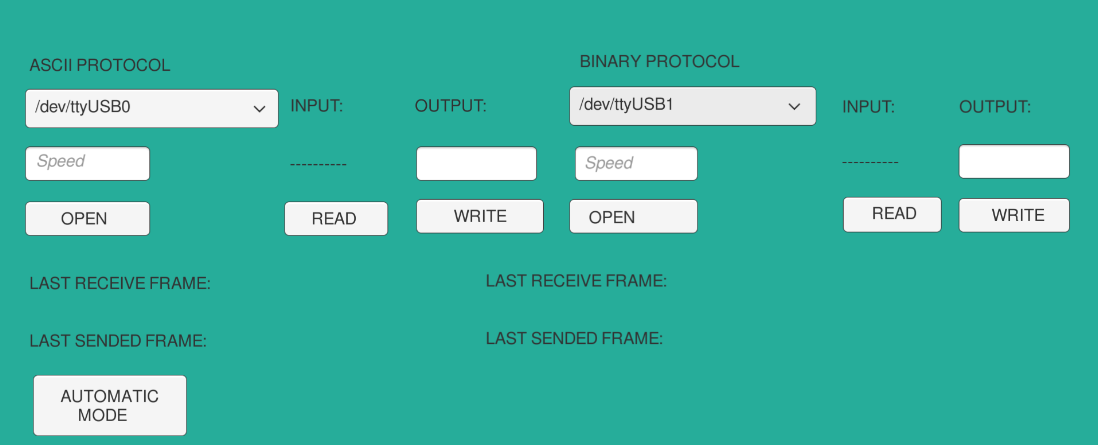 ASCII PROTOCOL
BINARY PROTOCOL
/dev/ttyUSB0
INPUT:
OUTPUT:
/dev/ttyUSB1
INPUT:
OUTPUT:
Speed
----------
Speed
----------
OPEN
READ
WRITE
OPEN
READ
WRITE
LAST RECEIVE FRAME:
LAST RECEIVE FRAME:
LAST SENDED FRAME:
LAST SENDED FRAME:
AUTOMATIC
MODE